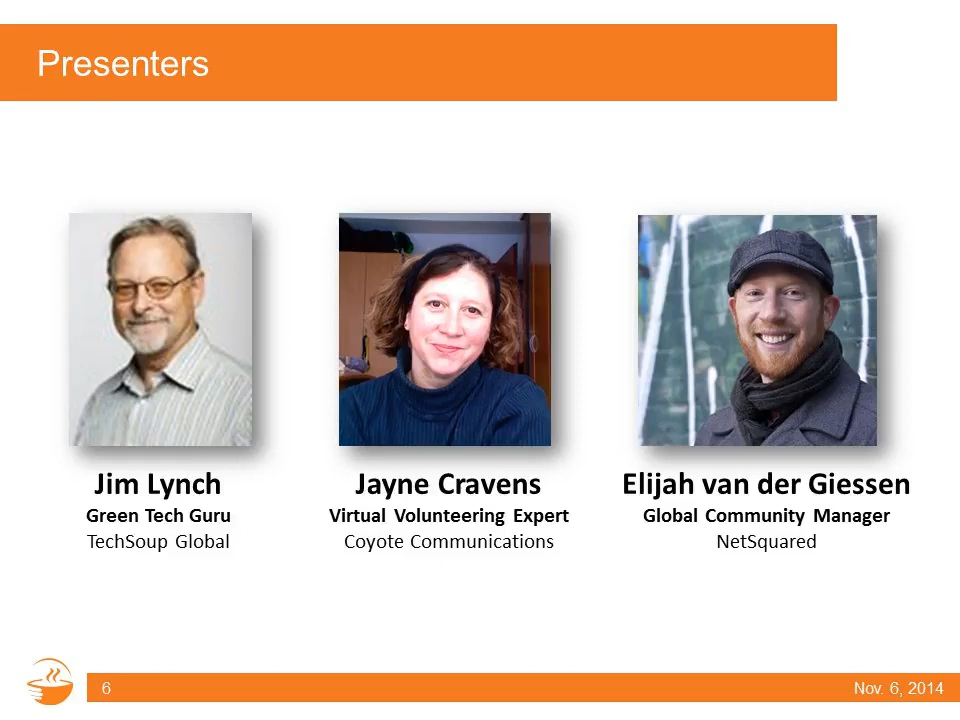 Presenters
Jim Lynch
Green Tech Guru
TechSoup Global
Jayne Cravens
Virtual Volunteering Expert
Coyote Communications
Elijah van der Giessen
Global Community Manager
NetSquared
6
Nov. 6, 2014